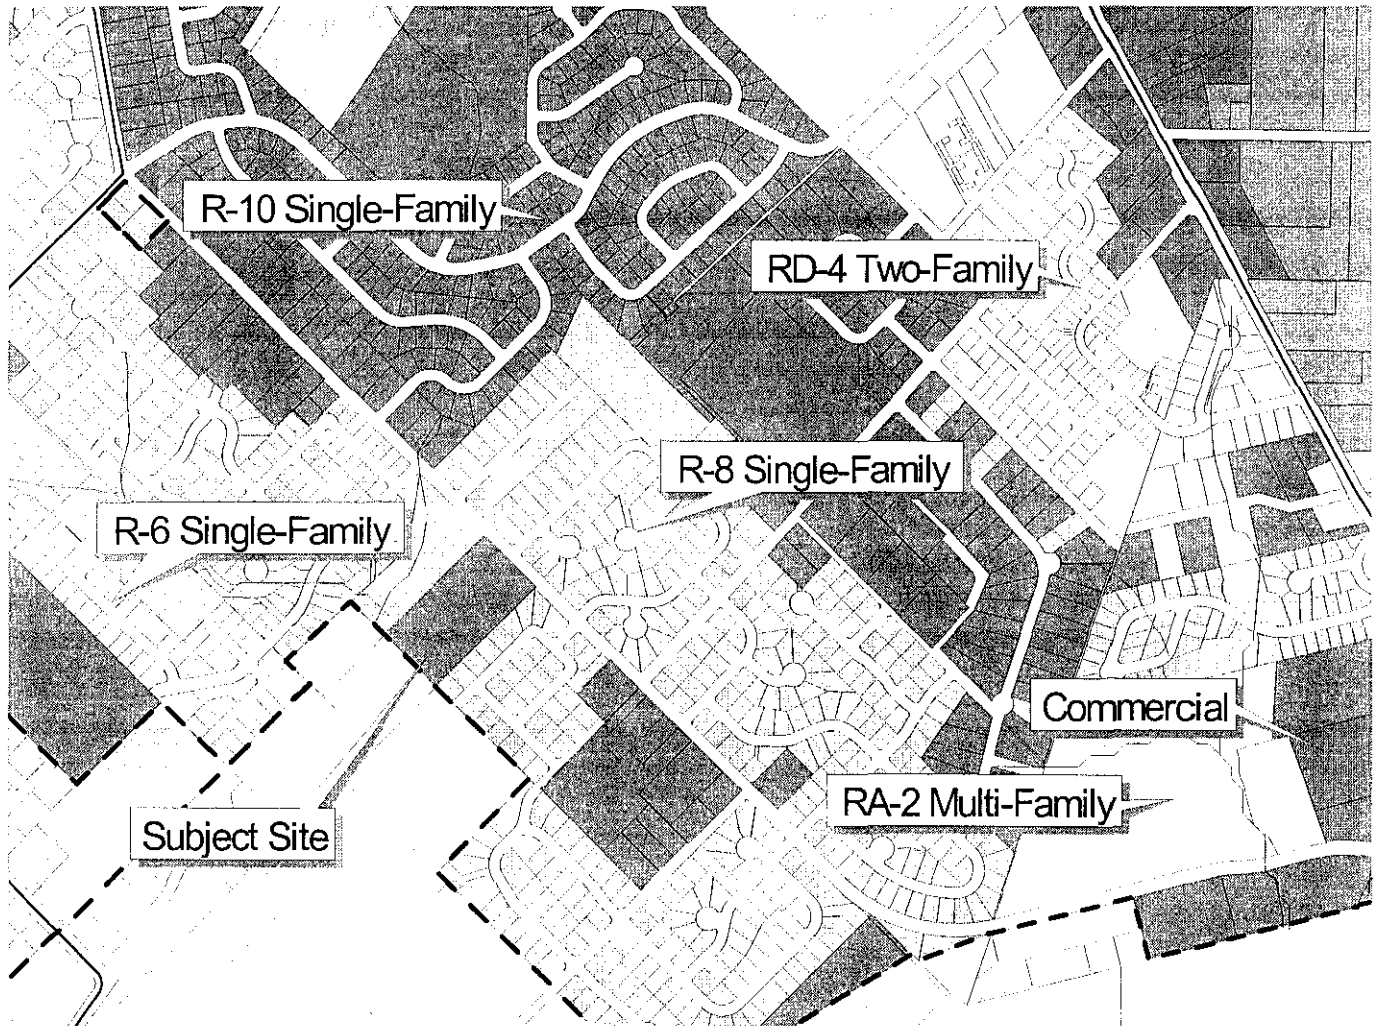 R-10 Single-Family
RD-4 Two-Family
R-8 Single-Family
R-6 Single-Family
Commercial
RA-2 Multi-Family
Subject Site